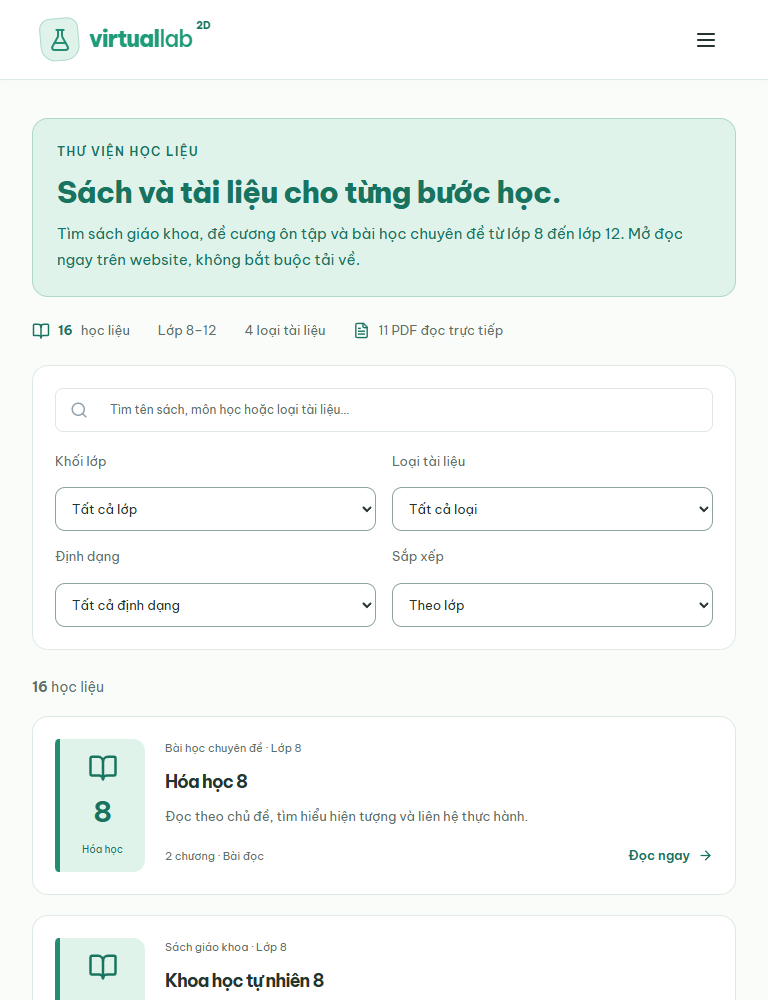 virtuallab 2D
THƯ VIỆN HỌC LIỆU
Sách và tài liệu cho từng bước học.
Tìm sách giáo khoa, đề cương ôn tập và bài học chuyên đề từ lớp 8 đến lớp 12. Mở đọc
ngay trên website, không bắt buộc tải về.
16 học liệu Lớp 8–12 4 loại tài liệu 11 PDF đọc trực tiếp
Tìm tên sách, môn học hoặc loại tài liệu...
Khối lớp Loại tài liệu
Tất cả lớp Tất cả loại
Định dạng Sắp xếp
Tất cả định dạng Theo lớp
16 học liệu
8
Hóa học
Bài học chuyên đề · Lớp 8
Hóa học 8
Đọc theo chủ đề, tìm hiểu hiện tượng và liên hệ thực hành.
2 chương · Bài đọc Đọc ngay →
Sách giáo khoa · Lớp 8
Khoa học tự nhiên 8